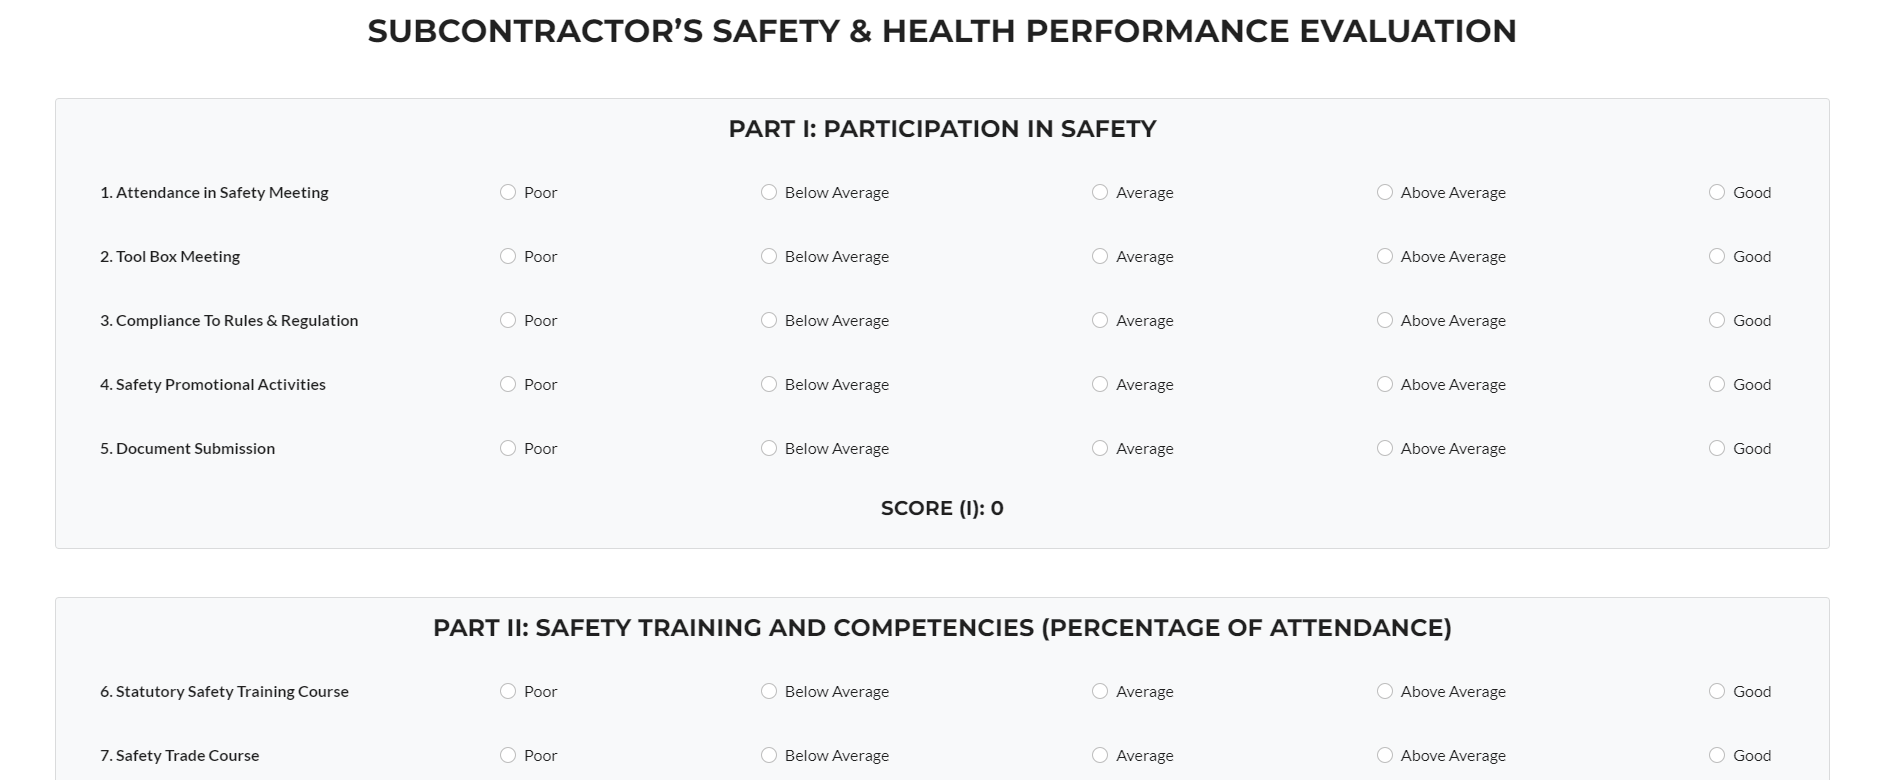 SUBCONTRACTOR’S SAFETY & HEALTH PERFORMANCE EVALUATION
PART I: PARTICIPATION IN SAFETY
1. Attendance in Safety Meeting Poor Below Average Average Above Average Good
2. Tool Box Meeting Poor Below Average Average Above Average Good
3. Compliance To Rules & Regulation Poor Below Average Average Above Average Good
4. Safety Promotional Activities Poor Below Average Average Above Average Good
5. Document Submission Poor Below Average Average Above Average Good
SCORE (I): 0
PART II: SAFETY TRAINING AND COMPETENCIES (PERCENTAGE OF ATTENDANCE)
6. Statutory Safety Training Course Poor Below Average Average Above Average Good
7. Safety Trade Course Poor Below Average Average Above Average Good